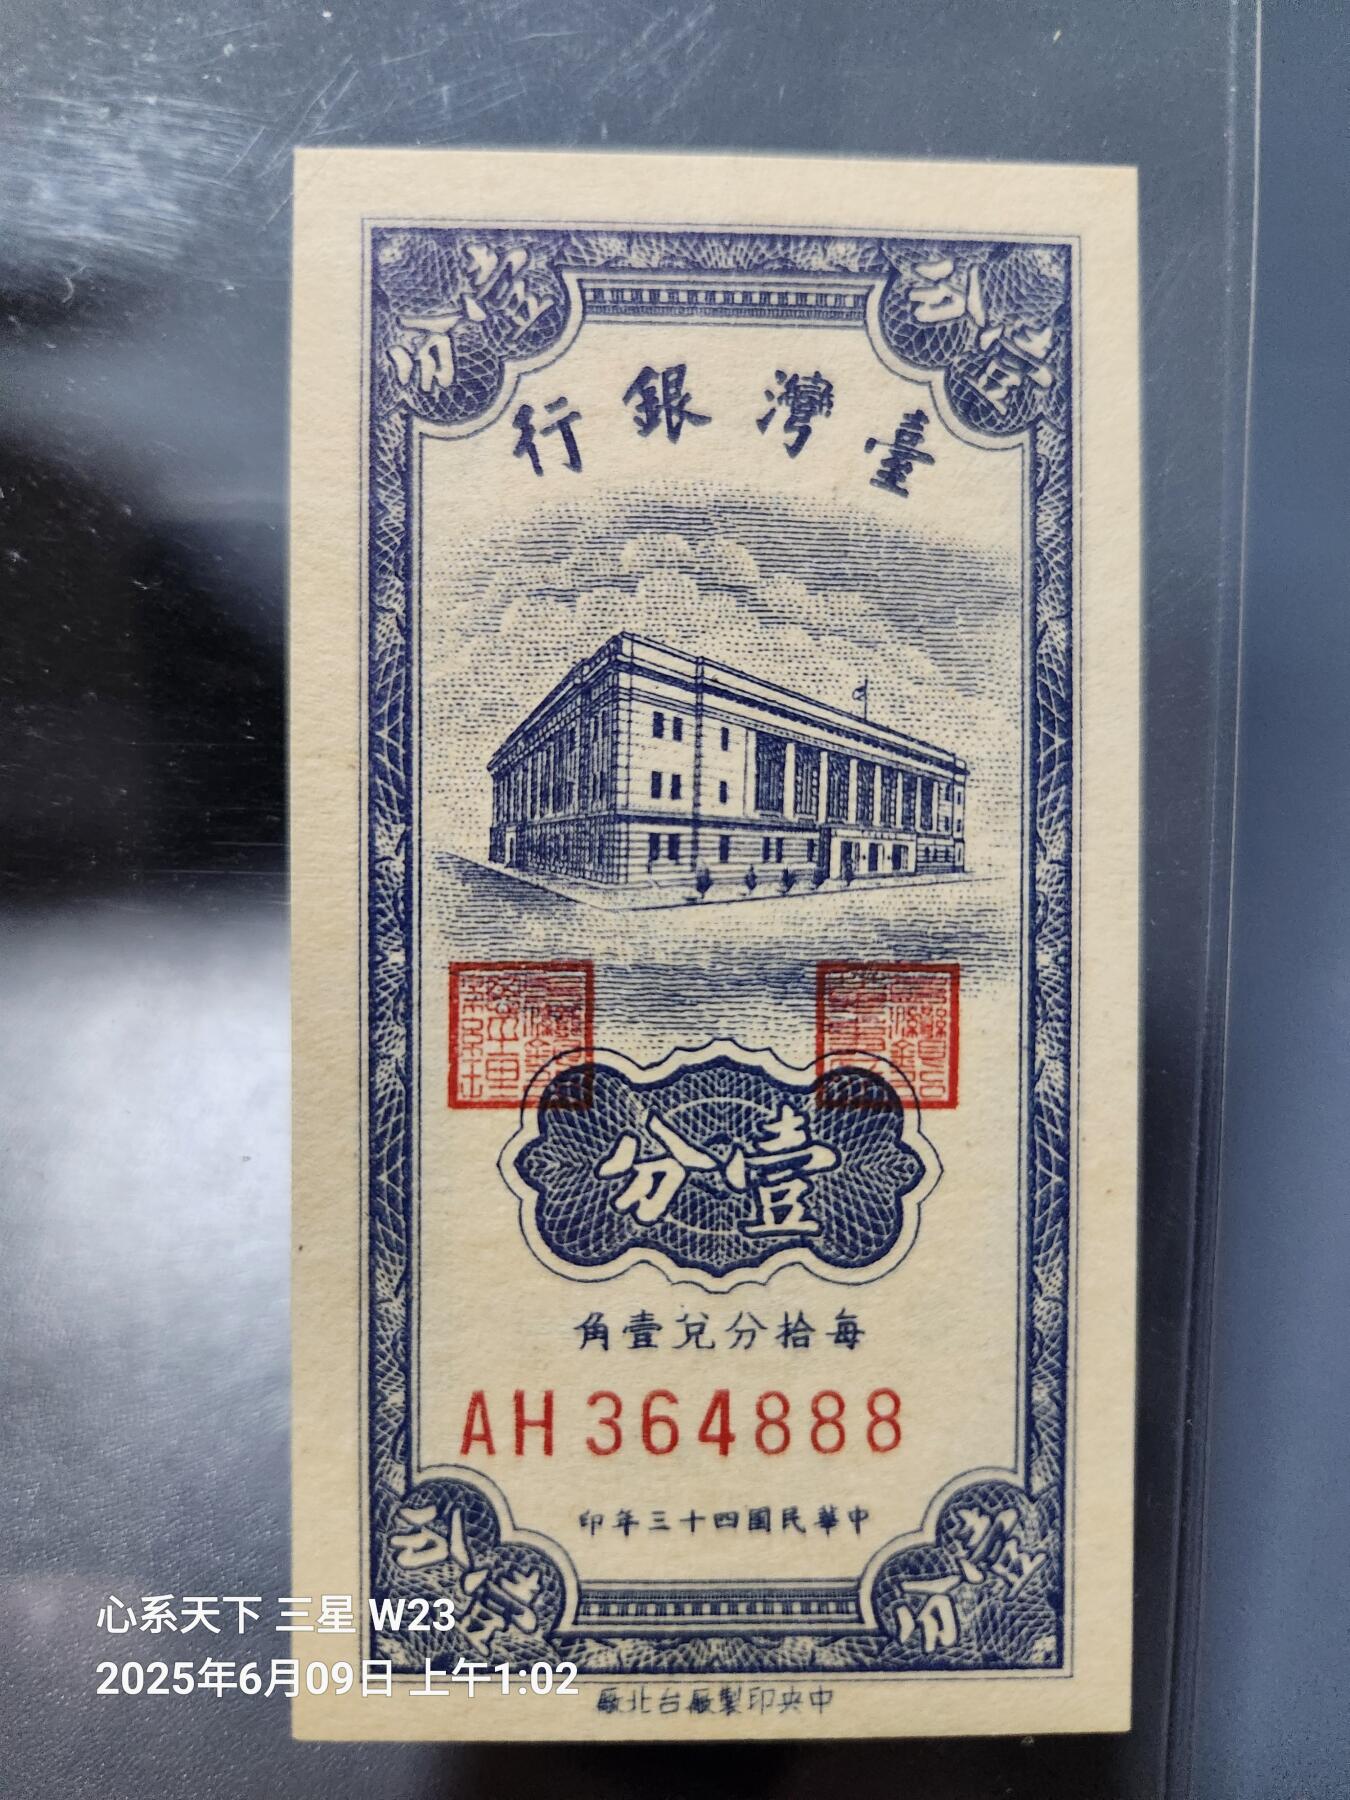 壹分
壹分
臺灣銀行
壹分
每拾分兌壹角
AH 364888
中華民國四十三年印
壹分
壹分
中央印製廠台北廠
心系天下 三星 W23
2025年6月09日 上午1:02